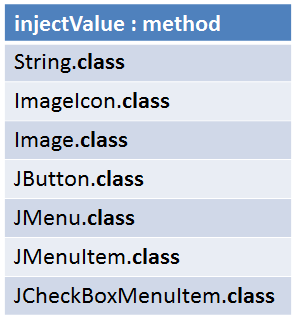 injectValue : method
String.class
ImageIcon.class
Image.class
JButton.class
JMenu.class
JMenuItem.class
JCheckBoxMenuItem.class